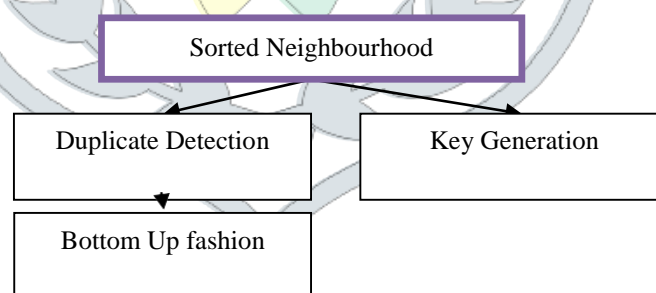 Sorted Neighbourhood
Duplicate Detection
Key Generation
Bottom Up fashion